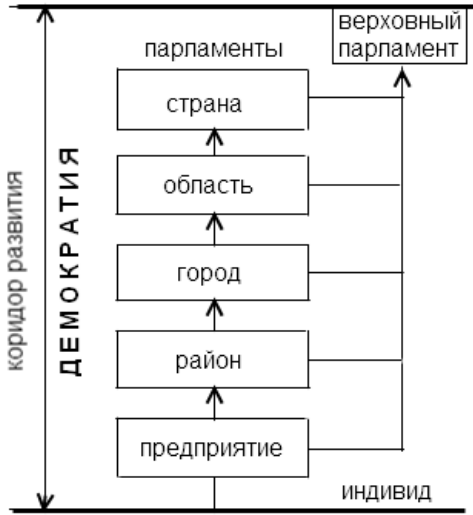 верховный
парламент
парламенты
страна
область
город
район
предприятие
индивид
коридор развития
ДЕМОКРАТИЯ